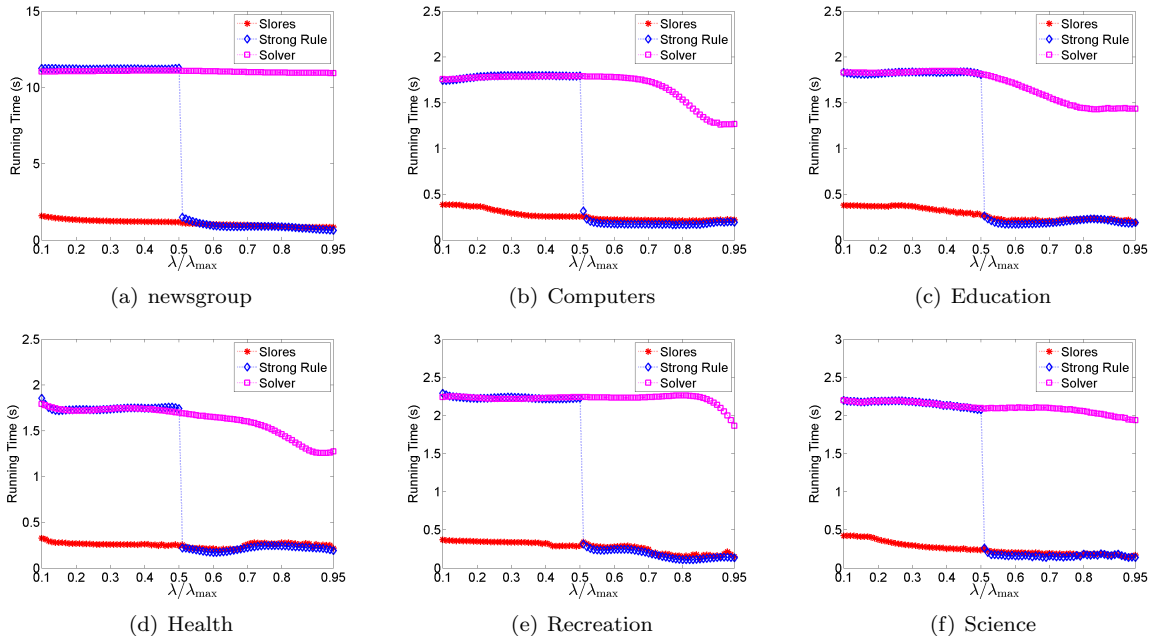 15
10
5
0
Running Time (s)
Slores
Strong Rule
Solver
0.1 0.2 0.3 0.4 0.5 0.6 0.7 0.8 0.95
λ/λmax
(a) newsgroup
2.5
2
1.5
1
0.5
0
Running Time (s)
Slores
Strong Rule
Solver
0.1 0.2 0.3 0.4 0.5 0.6 0.7 0.8 0.95
λ/λmax
(b) Computers
2.5
2
1.5
1
0.5
0
Running Time (s)
Slores
Strong Rule
Solver
0.1 0.2 0.3 0.4 0.5 0.6 0.7 0.8 0.95
λ/λmax
(c) Education
2.5
2
1.5
1
0.5
0
Running Time (s)
Slores
Strong Rule
Solver
0.1 0.2 0.3 0.4 0.5 0.6 0.7 0.8 0.95
λ/λmax
(d) Health
3
2.5
2
1.5
1
0.5
0
Running Time (s)
Slores
Strong Rule
Solver
0.1 0.2 0.3 0.4 0.5 0.6 0.7 0.8 0.95
λ/λmax
(e) Recreation
3
2.5
2
1.5
1
0.5
0
Running Time (s)
Slores
Strong Rule
Solver
0.1 0.2 0.3 0.4 0.5 0.6 0.7 0.8 0.95
λ/λmax
(f) Science